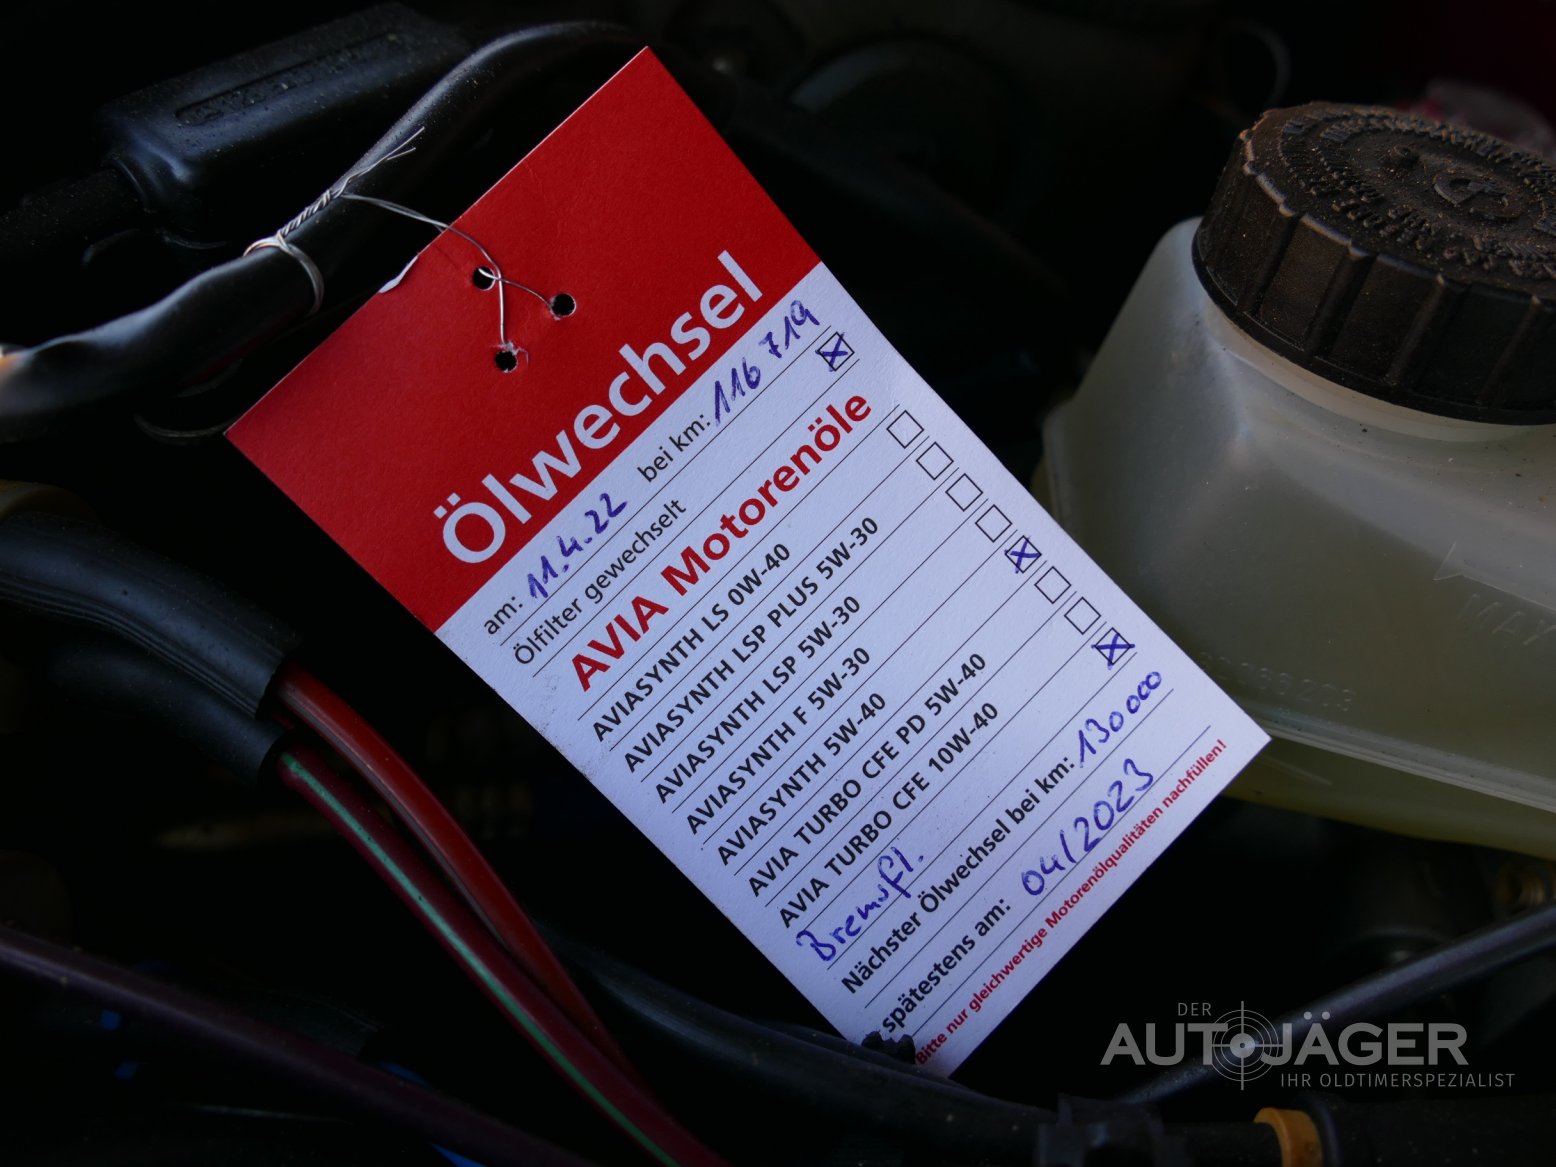 Ölwechsel
am: 11.4.22 bei km: 116 719
Ölfilter gewechselt
AVIA Motorenöle
AVIASYNTH LS 0W-40
AVIASYNTH LSP PLUS 5W-30
AVIASYNTH LSP 5W-30
AVIASYNTH F 5W-30
AVIASYNTH 5W-40
AVIA TURBO CFE PD 5W-40
AVIA TURBO CFE 10W-40
Bremsfl.
Nächster Ölwechsel bei km: 130000
spätestens am: 04/2023
Bitte nur gleichwertige Motorenölqualitäten nachfüllen!
DER
AUTOJÄGER
IHR OLDTIMERSPEZIALIST